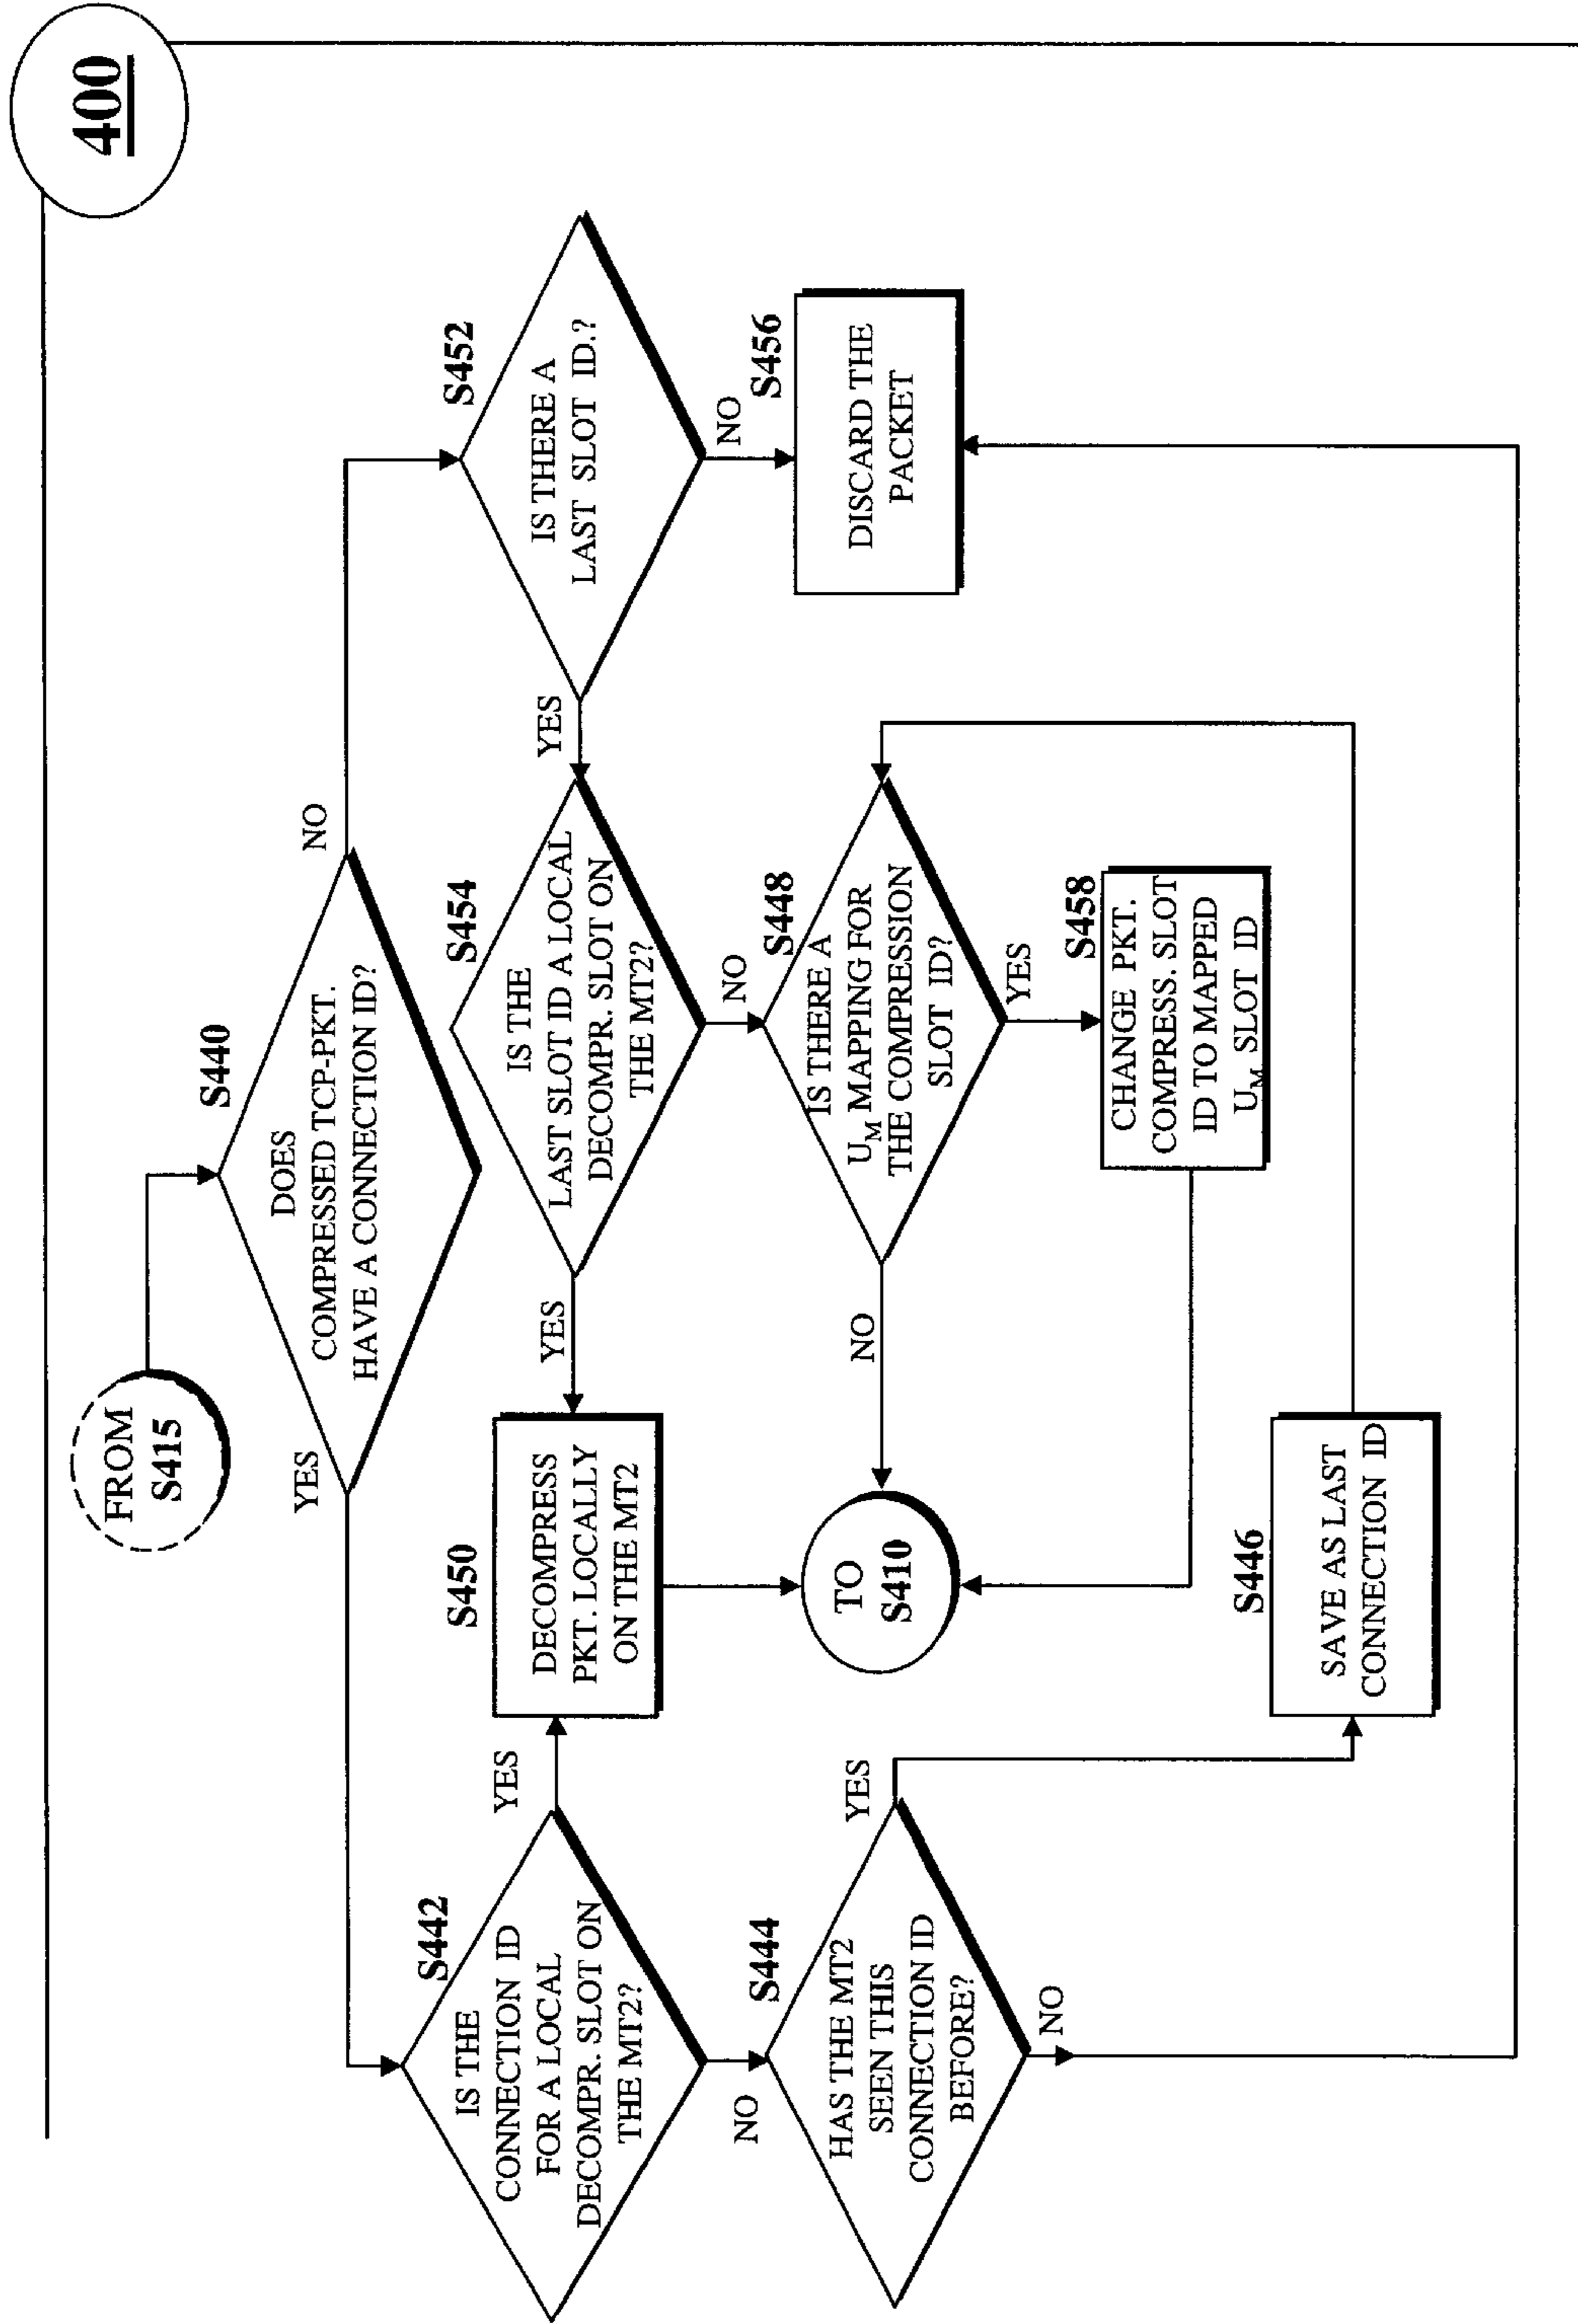 400
FROM
S415
S440
DOES
COMPRESSED TCP-PKT.
HAVE A CONNECTION ID?
YES
NO
S442
IS THE
CONNECTION ID
FOR A LOCAL
DECOMPR. SLOT ON
THE MT2?
YES
NO
S450
DECOMPRESS
PKT. LOCALLY
ON THE MT2
YES
S454
IS THE
LAST SLOT ID A LOCAL
DECOMPR. SLOT ON
THE MT2?
NO
YES
S452
IS THERE A
LAST SLOT ID.?
NO
S444
HAS THE MT2
SEEN THIS
CONNECTION ID
BEFORE?
YES
NO
TO
S410
NO
S448
IS THERE A
UM MAPPING FOR
THE COMPRESSION
SLOT ID?
YES
S456
DISCARD THE
PACKET
S458
CHANGE PKT.
COMPRESS. SLOT
ID TO MAPPED
UM SLOT ID
S446
SAVE AS LAST
CONNECTION ID